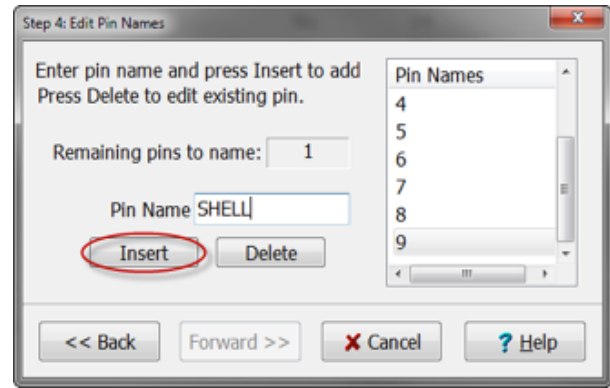 Step 4: Edit Pin Names
Enter pin name and press Insert to add
Press Delete to edit existing pin.
Remaining pins to name: 1
Pin Name SHELL
Insert Delete
Pin Names
4
5
6
7
8
9
<< Back Forward >> Cancel ? Help